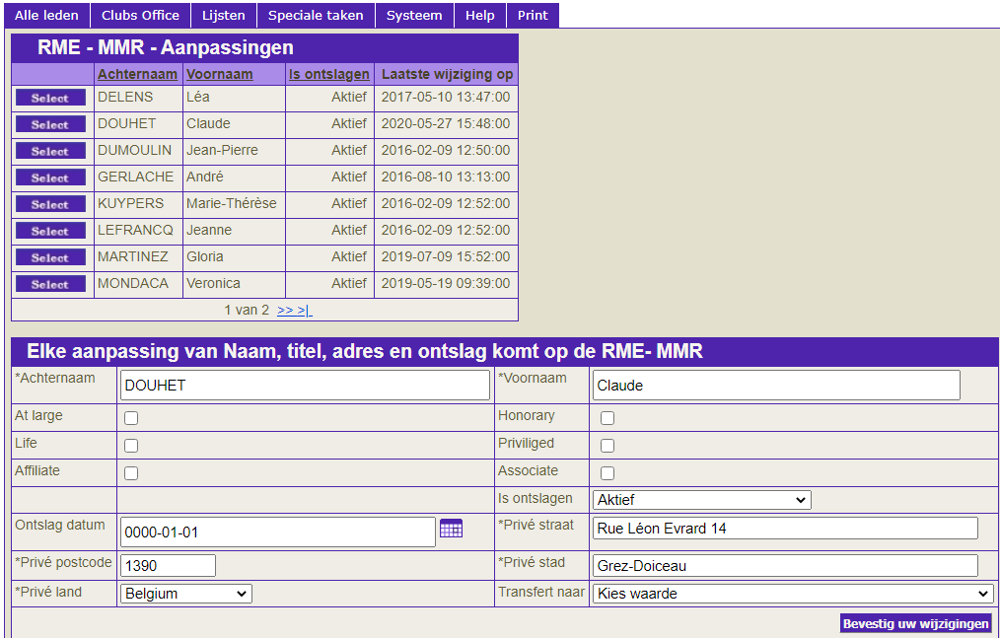 Alle leden Clubs Office Lijsten Speciale taken Systeem Help Print
RME - MMR - Aanpassingen
Achternaam Voornaam Is ontslagen Laatste wijziging op
Select DELENS Léa Aktief 2017-05-10 13:47:00
Select DOUHET Claude Aktief 2020-05-27 15:48:00
Select DUMOULIN Jean-Pierre Aktief 2016-02-09 12:50:00
Select GERLACHE André Aktief 2016-08-10 13:13:00
Select KUYPERS Marie-Thérèse Aktief 2016-02-09 12:52:00
Select LEFRANCQ Jeanne Aktief 2016-02-09 12:52:00
Select MARTINEZ Gloria Aktief 2019-07-09 15:52:00
Select MONDACA Veronica Aktief 2019-05-19 09:39:00
1 van 2 >> >|
Elke aanpassing van Naam, titel, adres en ontslag komt op de RME- MMR
*Achternaam DOUHET *Voornaam Claude
At large Honorary
Life Priviliged
Affiliate Associate
Is ontslagen Aktief
Ontslag datum 0000-01-01 *Privé straat Rue Léon Evrard 14
*Privé postcode 1390 *Privé stad Grez-Doiceau
*Privé land Belgium Transfert naar Kies waarde
Bevestig uw wijzigingen